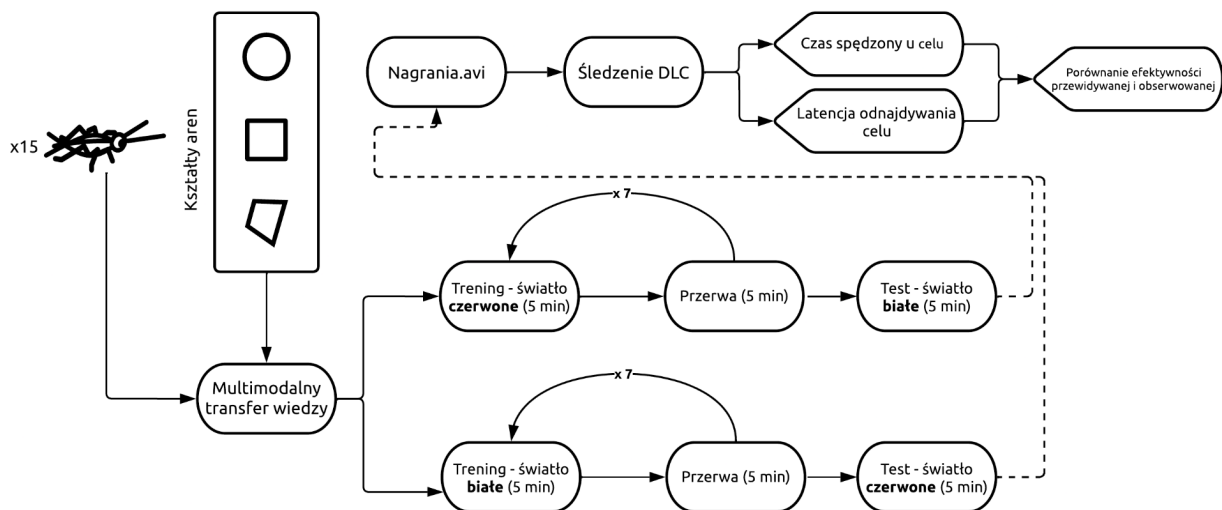 x15
Kształty aren
Nagrania.avi
Śledzenie DLC
Czas spędzony u celu
Latencja odnajdywania
celu
Porównanie efektywności
przewidywanej i obserwowanej
Multimodalny
transfer wiedzy
x 7
Trening - światło
czerwone (5 min)
Przerwa (5 min)
Test - światło
białe (5 min)
x 7
Trening - światło
białe (5 min)
Przerwa (5 min)
Test - światło
czerwone (5 min)